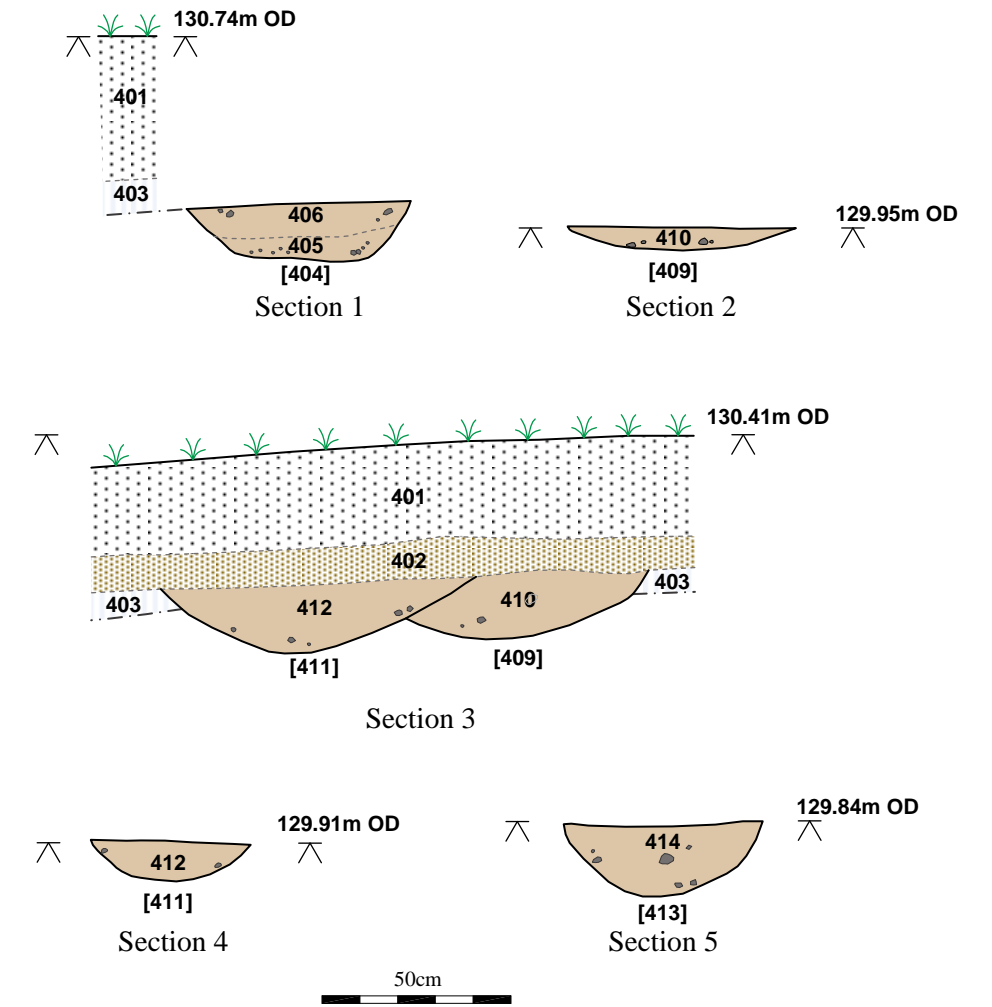 130.74m OD
401
403
406
405
[404]
Section 1
129.95m OD
410
[409]
Section 2
130.41m OD
401
402
403
403
412
410
[411]
[409]
Section 3
129.91m OD
412
[411]
Section 4
129.84m OD
414
[413]
Section 5
50cm